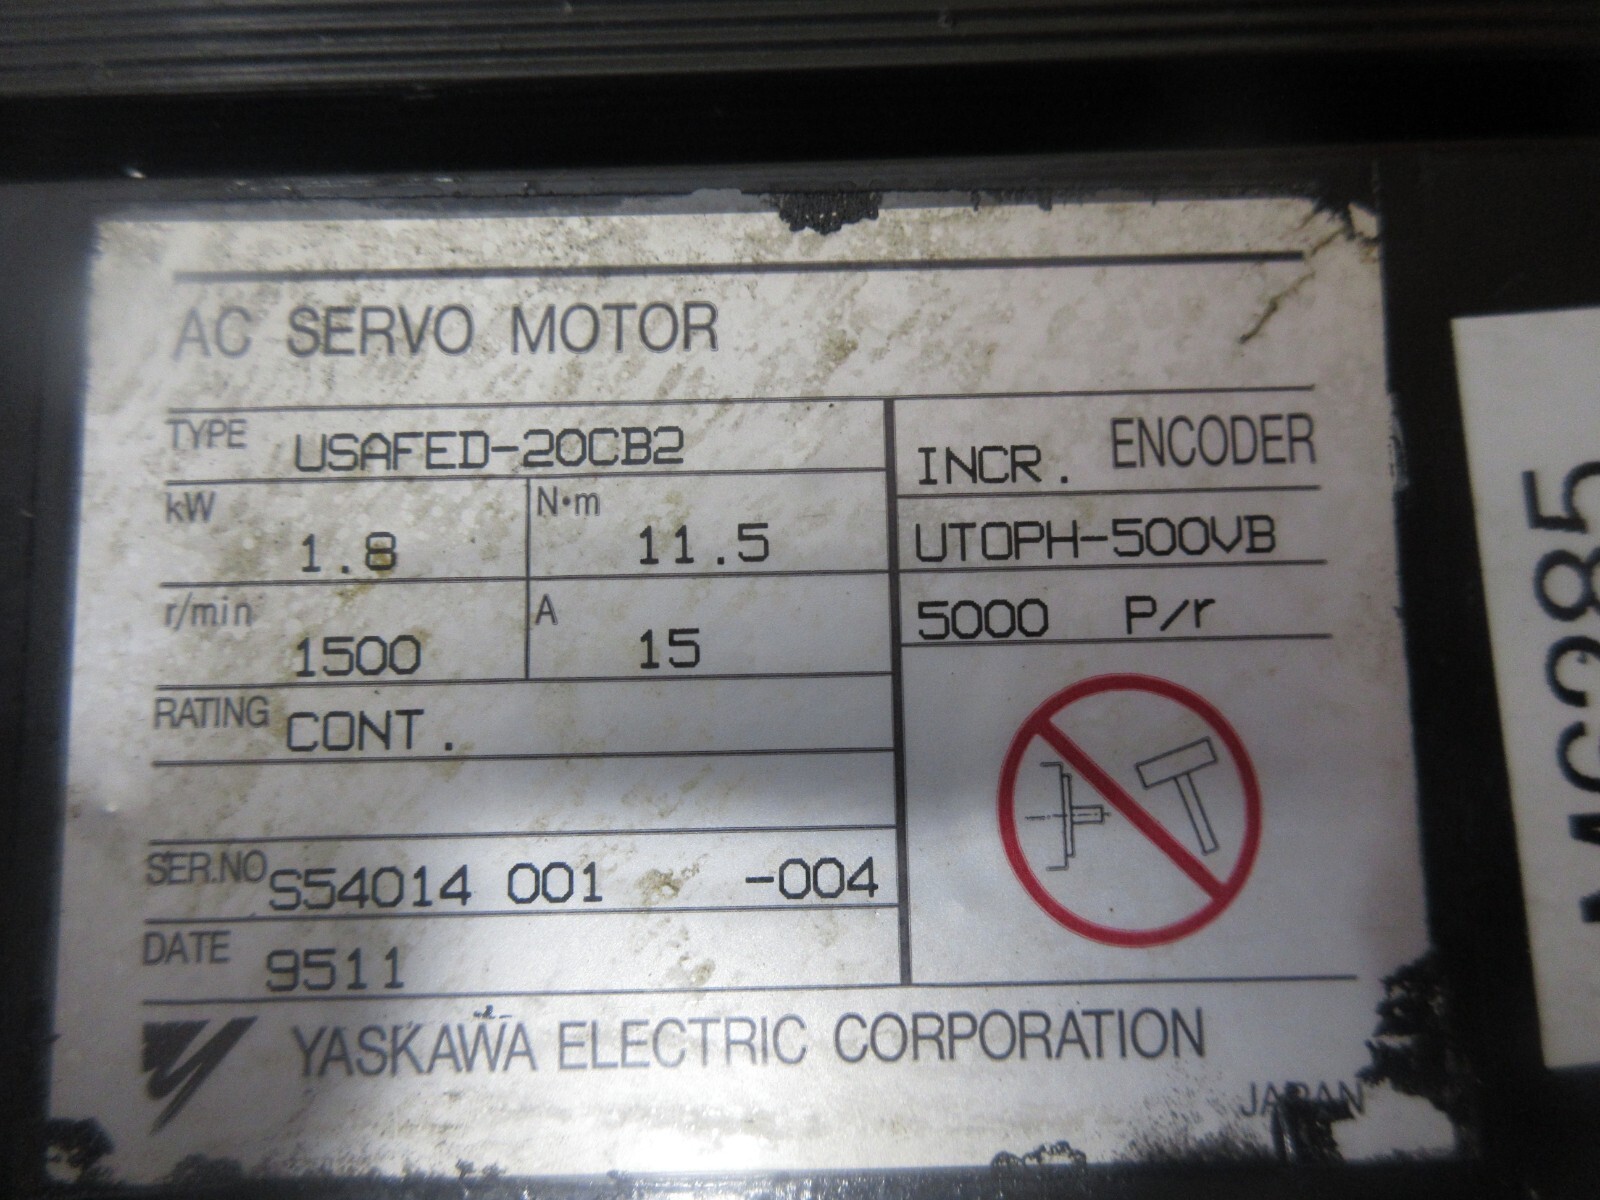 AC SERVO MOTOR
TYPE USAFED-20CB2
kW 1.8 N•m 11.5
r/min 1500 A 15
RATING CONT.
SER.NO S54014 001 -004
DATE 9511
INCR. ENCODER
UTOPH-500VB
5000 P/r
YASKAWA ELECTRIC CORPORATION
JAPAN